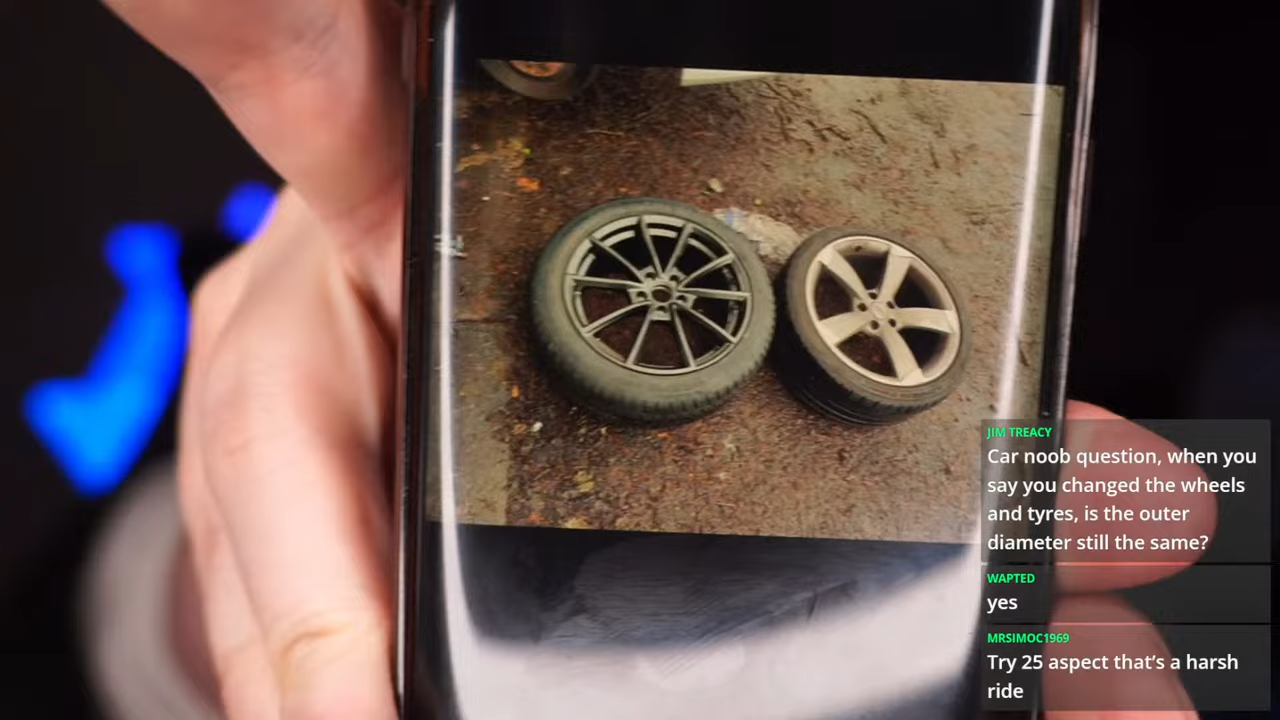 JIM TREACY
Car noob question, when you
say you changed the wheels
and tyres, is the outer
diameter still the same?
WAPTED
yes
MRSIMOC1969
Try 25 aspect that's a harsh
ride